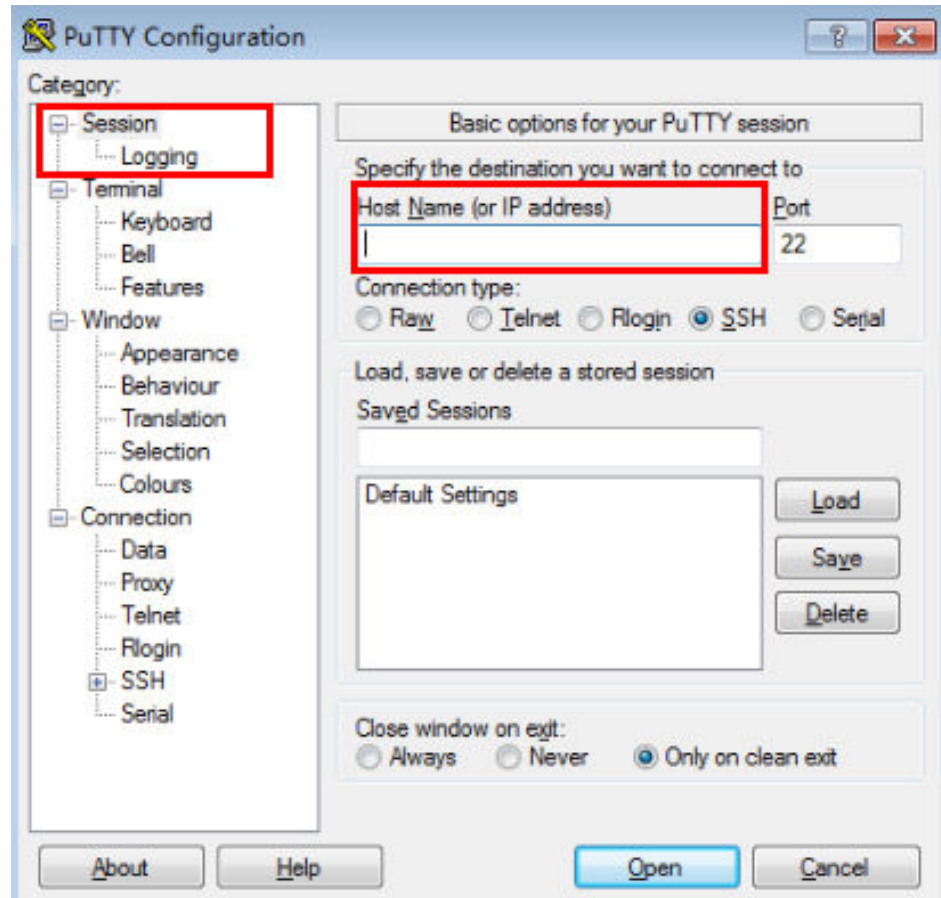 PuTTY Configuration
Category:
Session
Logging
Terminal
Keyboard
Bell
Features
Window
Appearance
Behaviour
Translation
Selection
Colours
Connection
Data
Proxy
Telnet
Rlogin
SSH
Serial
Basic options for your PuTTY session
Specify the destination you want to connect to
Host Name (or IP address) Port
22
Connection type:
Raw Telnet Rlogin SSH Serial
Load, save or delete a stored session
Saved Sessions
Default Settings
Load
Save
Delete
Close window on exit:
Always Never Only on clean exit
About Help Open Cancel